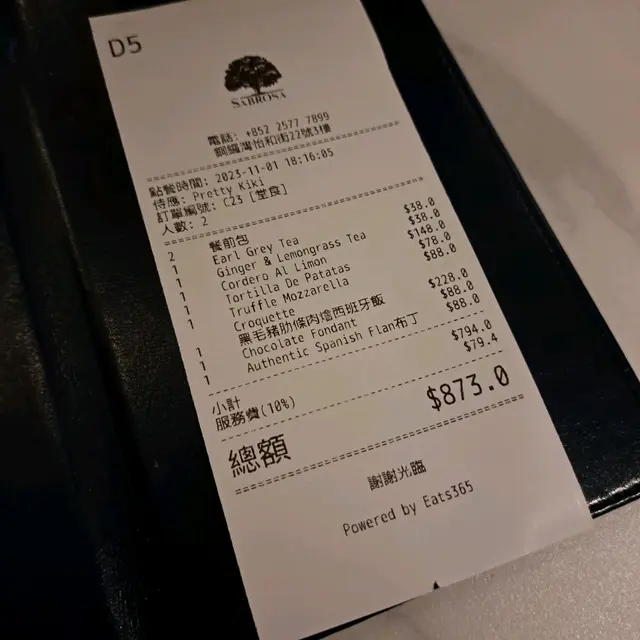 D5
SABROSA
電話: +852 2577 7899
銅鑼灣怡和街22號3樓
點餐時間: 2023-11-01 18:16:05
侍應: Pretty Kiki
訂單編號: C23 [堂食]
人數: 2
2 餐前包
1 Earl Grey Tea $38.0
1 Ginger & Lemongrass Tea $38.0
1 Cordero Al Limon $148.0
1 Tortilla De Patatas $78.0
1 Truffle Mozzarella $88.0
Croquette
1 黑毛豬肋條肉燴西班牙飯 $228.0
1 Chocolate Fondant $88.0
1 Authentic Spanish Flan布丁 $88.0
小計 $794.0
服務費(10%) $79.4
總額 $873.0
謝謝光臨
Powered by Eats365